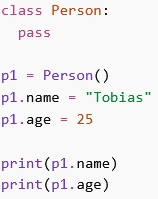 class Person:
  pass

p1 = Person()
p1.name = "Tobias"
p1.age = 25

print(p1.name)
print(p1.age)